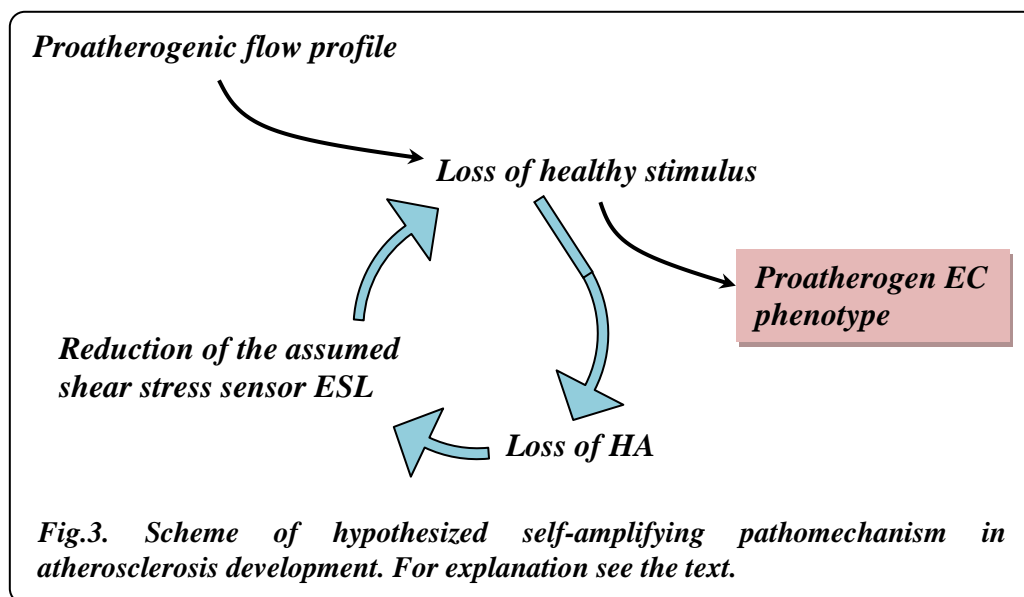 Proatherogenic flow profile
Loss of healthy stimulus
Proatherogen EC
phenotype
Reduction of the assumed
shear stress sensor ESL
Loss of HA
Fig.3. Scheme of hypothesized self-amplifying pathomechanism in
atherosclerosis development. For explanation see the text.